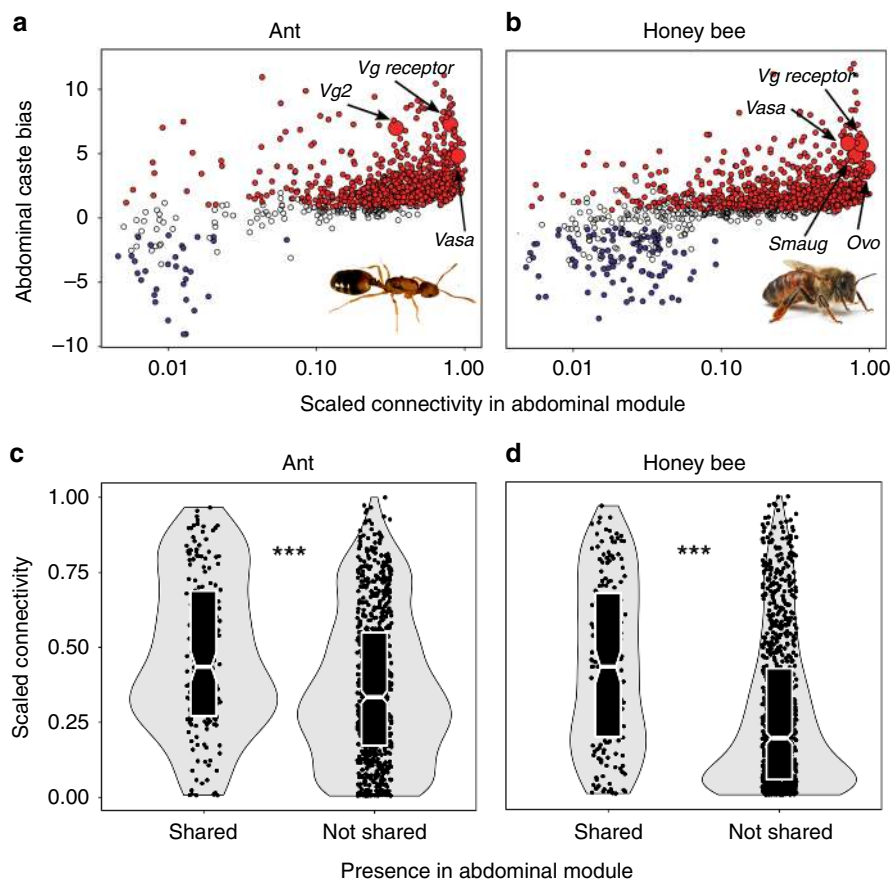 a
Ant
b
Honey bee
Abdominal caste bias
10
5
0
−5
−10
Vg2
Vg receptor
Vasa
Vg receptor
Vasa
Smaug
Ovo
0.01
0.10
1.00
0.01
0.10
1.00
Scaled connectivity in abdominal module
c
Ant
d
Honey bee
Scaled connectivity
1.00
0.75
0.50
0.25
0.00
***
***
Shared
Not shared
Shared
Not shared
Presence in abdominal module